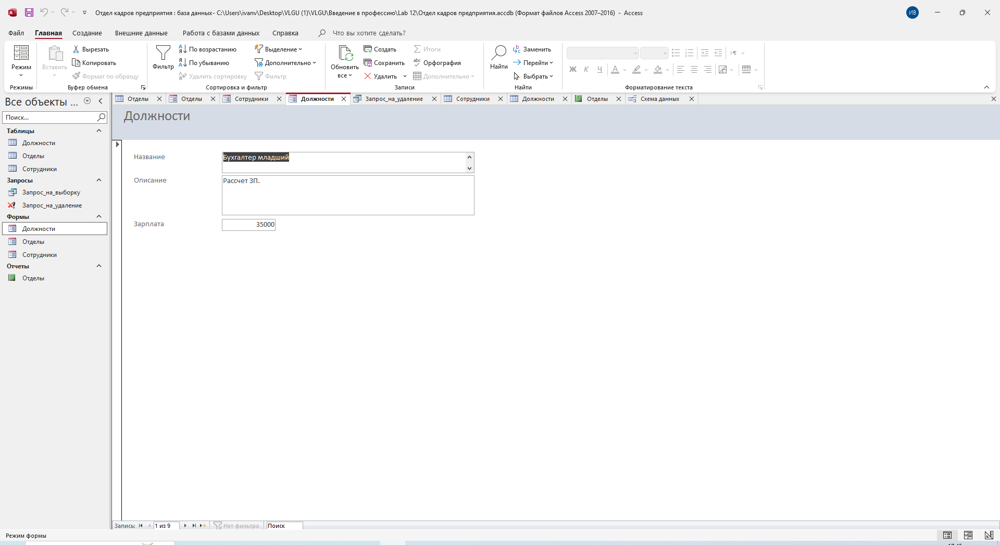 Отдел кадров предприятия : база данных- C:\Users\ivanv\Desktop\VLGU (1)\VLGU\Введение в профессию\Lab 12\Отдел кадров предприятия.accdb (Формат файлов Access 2007–2016) - Access
ИВ
Файл Главная Создание Внешние данные Работа с базами данных Справка Что вы хотите сделать?
Режим
Режимы
Вставить
Вырезать
Копировать
Формат по образцу
Буфер обмена
Фильтр
По возрастанию
По убыванию
Удалить сортировку
Выделение
Дополнительно
Фильтр
Сортировка и фильтр
Обновить
все
Создать
Сохранить
Удалить
Итоги
Орфография
Дополнительно
Записи
Найти
Заменить
Перейти
Выбрать
Найти
Ж К Ч А
Форматирование текста
Все объекты ...
Поиск...
Таблицы
Должности
Отделы
Сотрудники
Запросы
Запрос_на_выборку
Запрос_на_удаление
Формы
Должности
Отделы
Сотрудники
Отчеты
Отделы
Отделы Отделы Сотрудники Должности Запрос_на_удаление Сотрудники Должности Отделы Схема данных
Должности
Название Бухгалтер младший
Описание Рассчет ЗП.
Зарплата 35000
Запись: 1 из 9 Нет фильтра Поиск
Режим формы